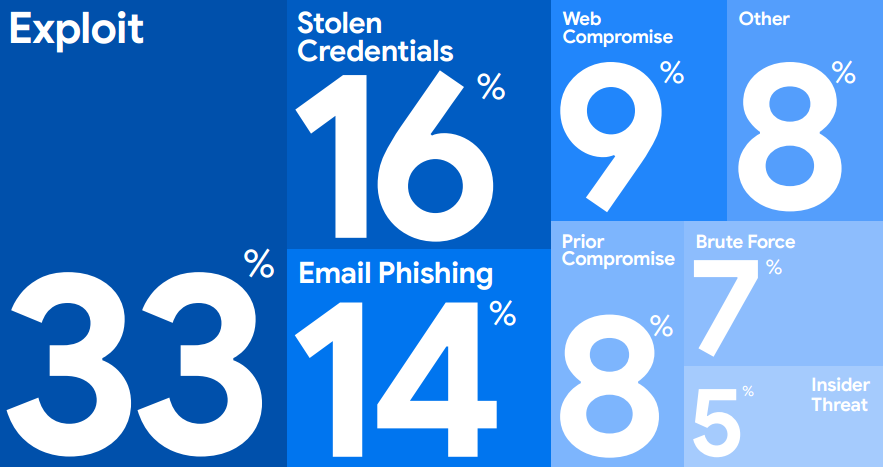 Exploit
33%
Stolen
Credentials
16%
Email Phishing
14%
Web
Compromise
9%
Other
8%
Prior
Compromise
8%
Brute Force
7%
Insider
Threat
5%